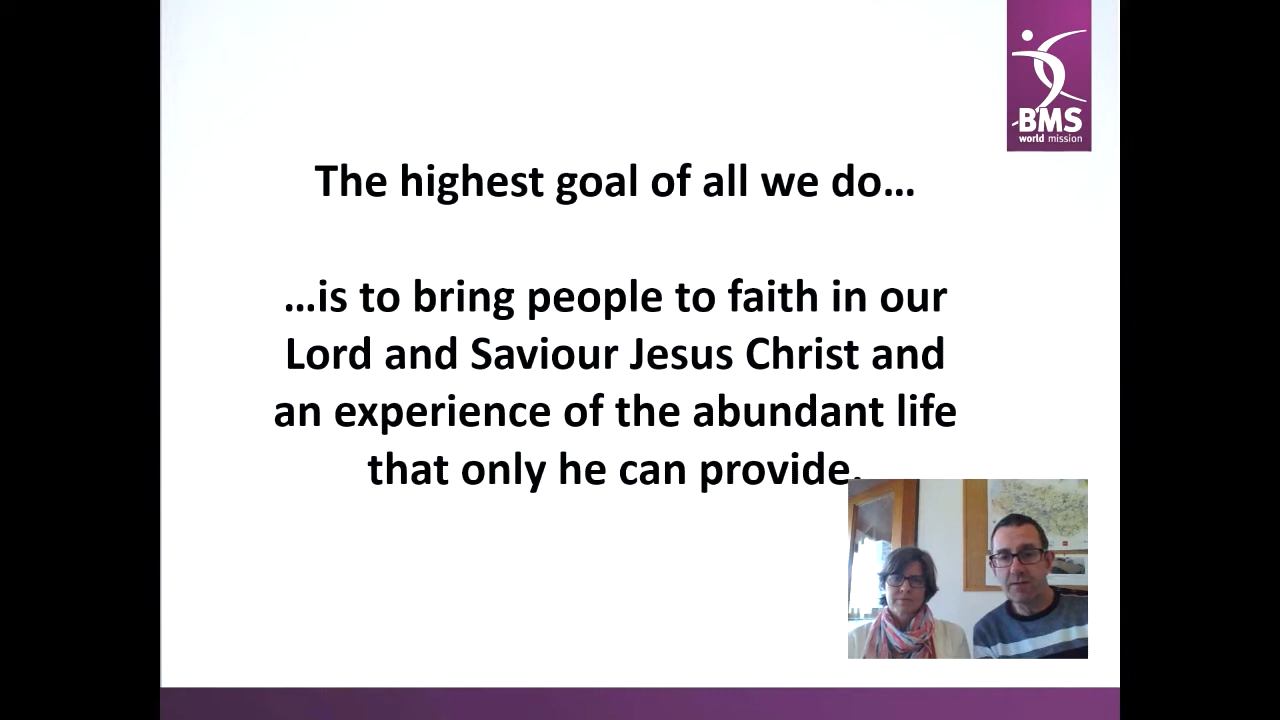 BMS
world mission
The highest goal of all we do…
…is to bring people to faith in our
Lord and Saviour Jesus Christ and
an experience of the abundant life
that only he can provide.